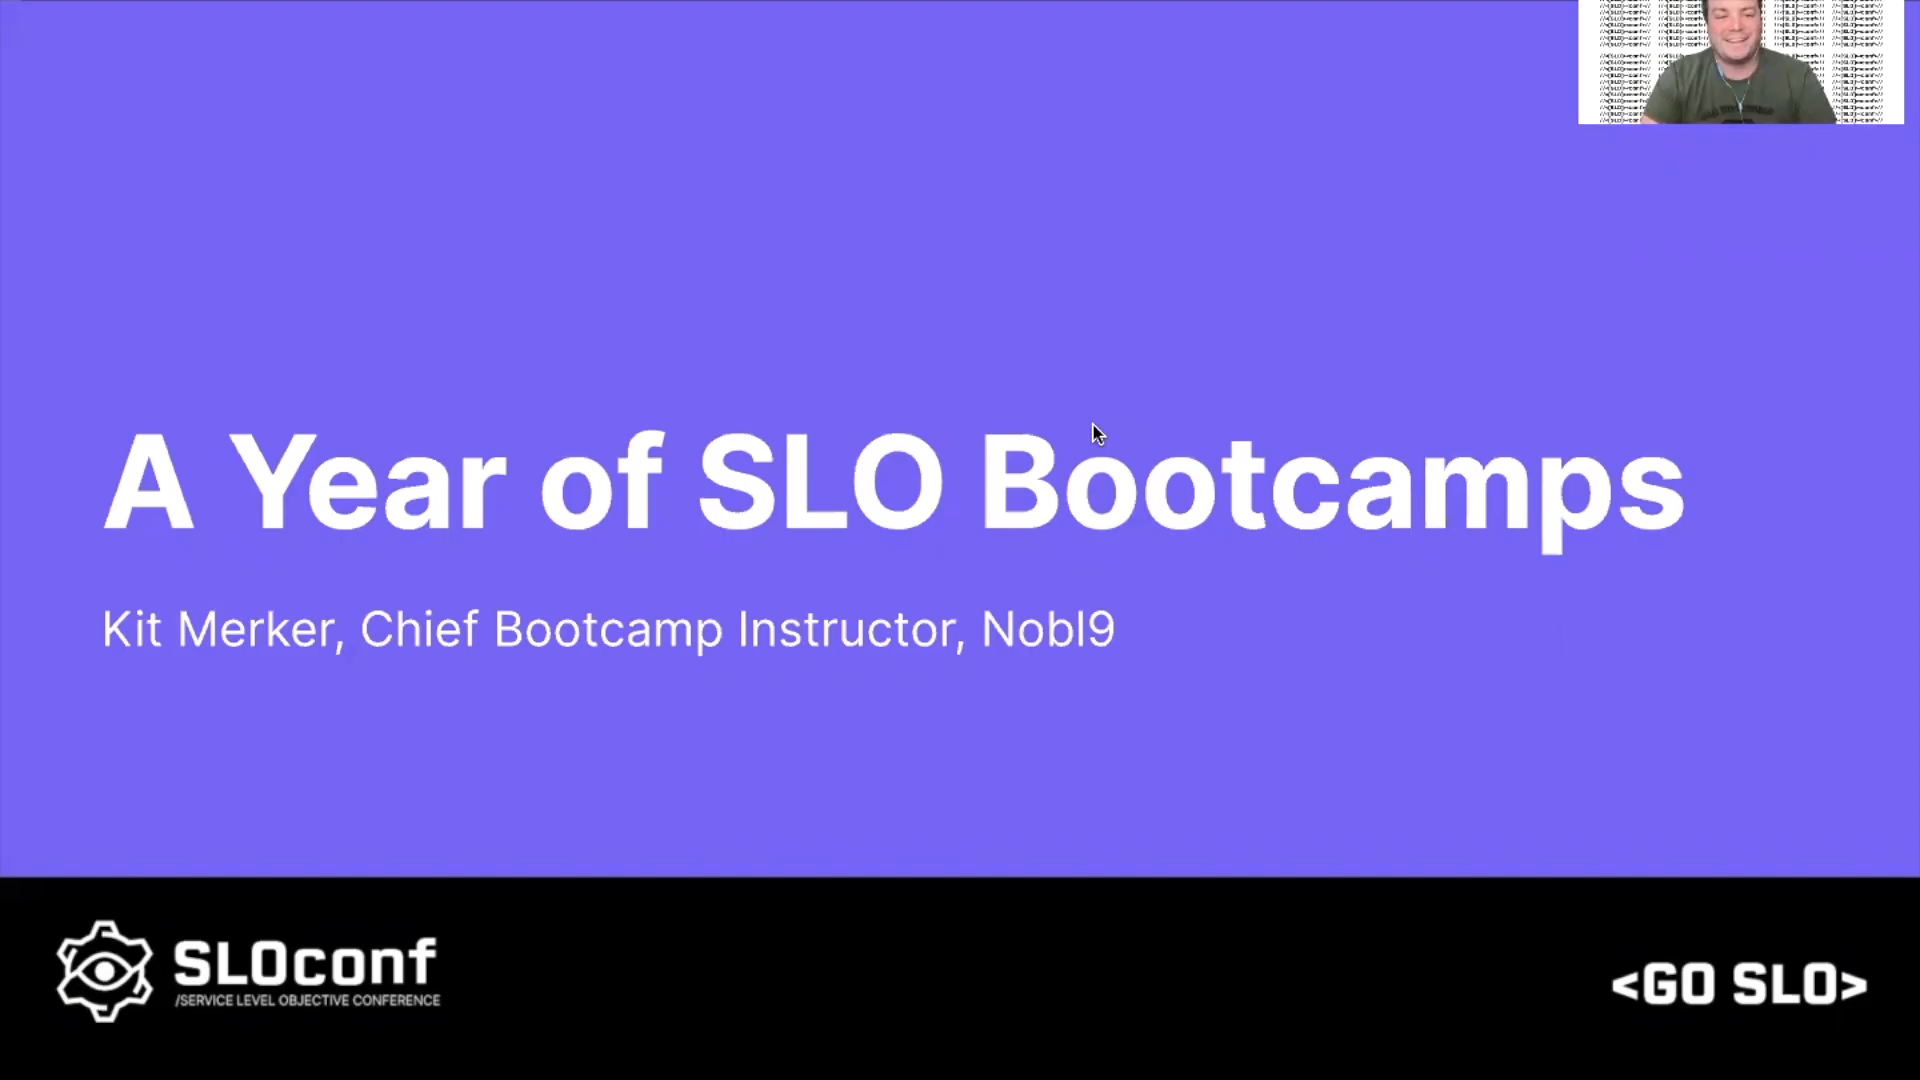 A Year of SLO Bootcamps
Kit Merker, Chief Bootcamp Instructor, Nobl9
SLOconf
/SERVICE LEVEL OBJECTIVE CONFERENCE
<GO SLO>